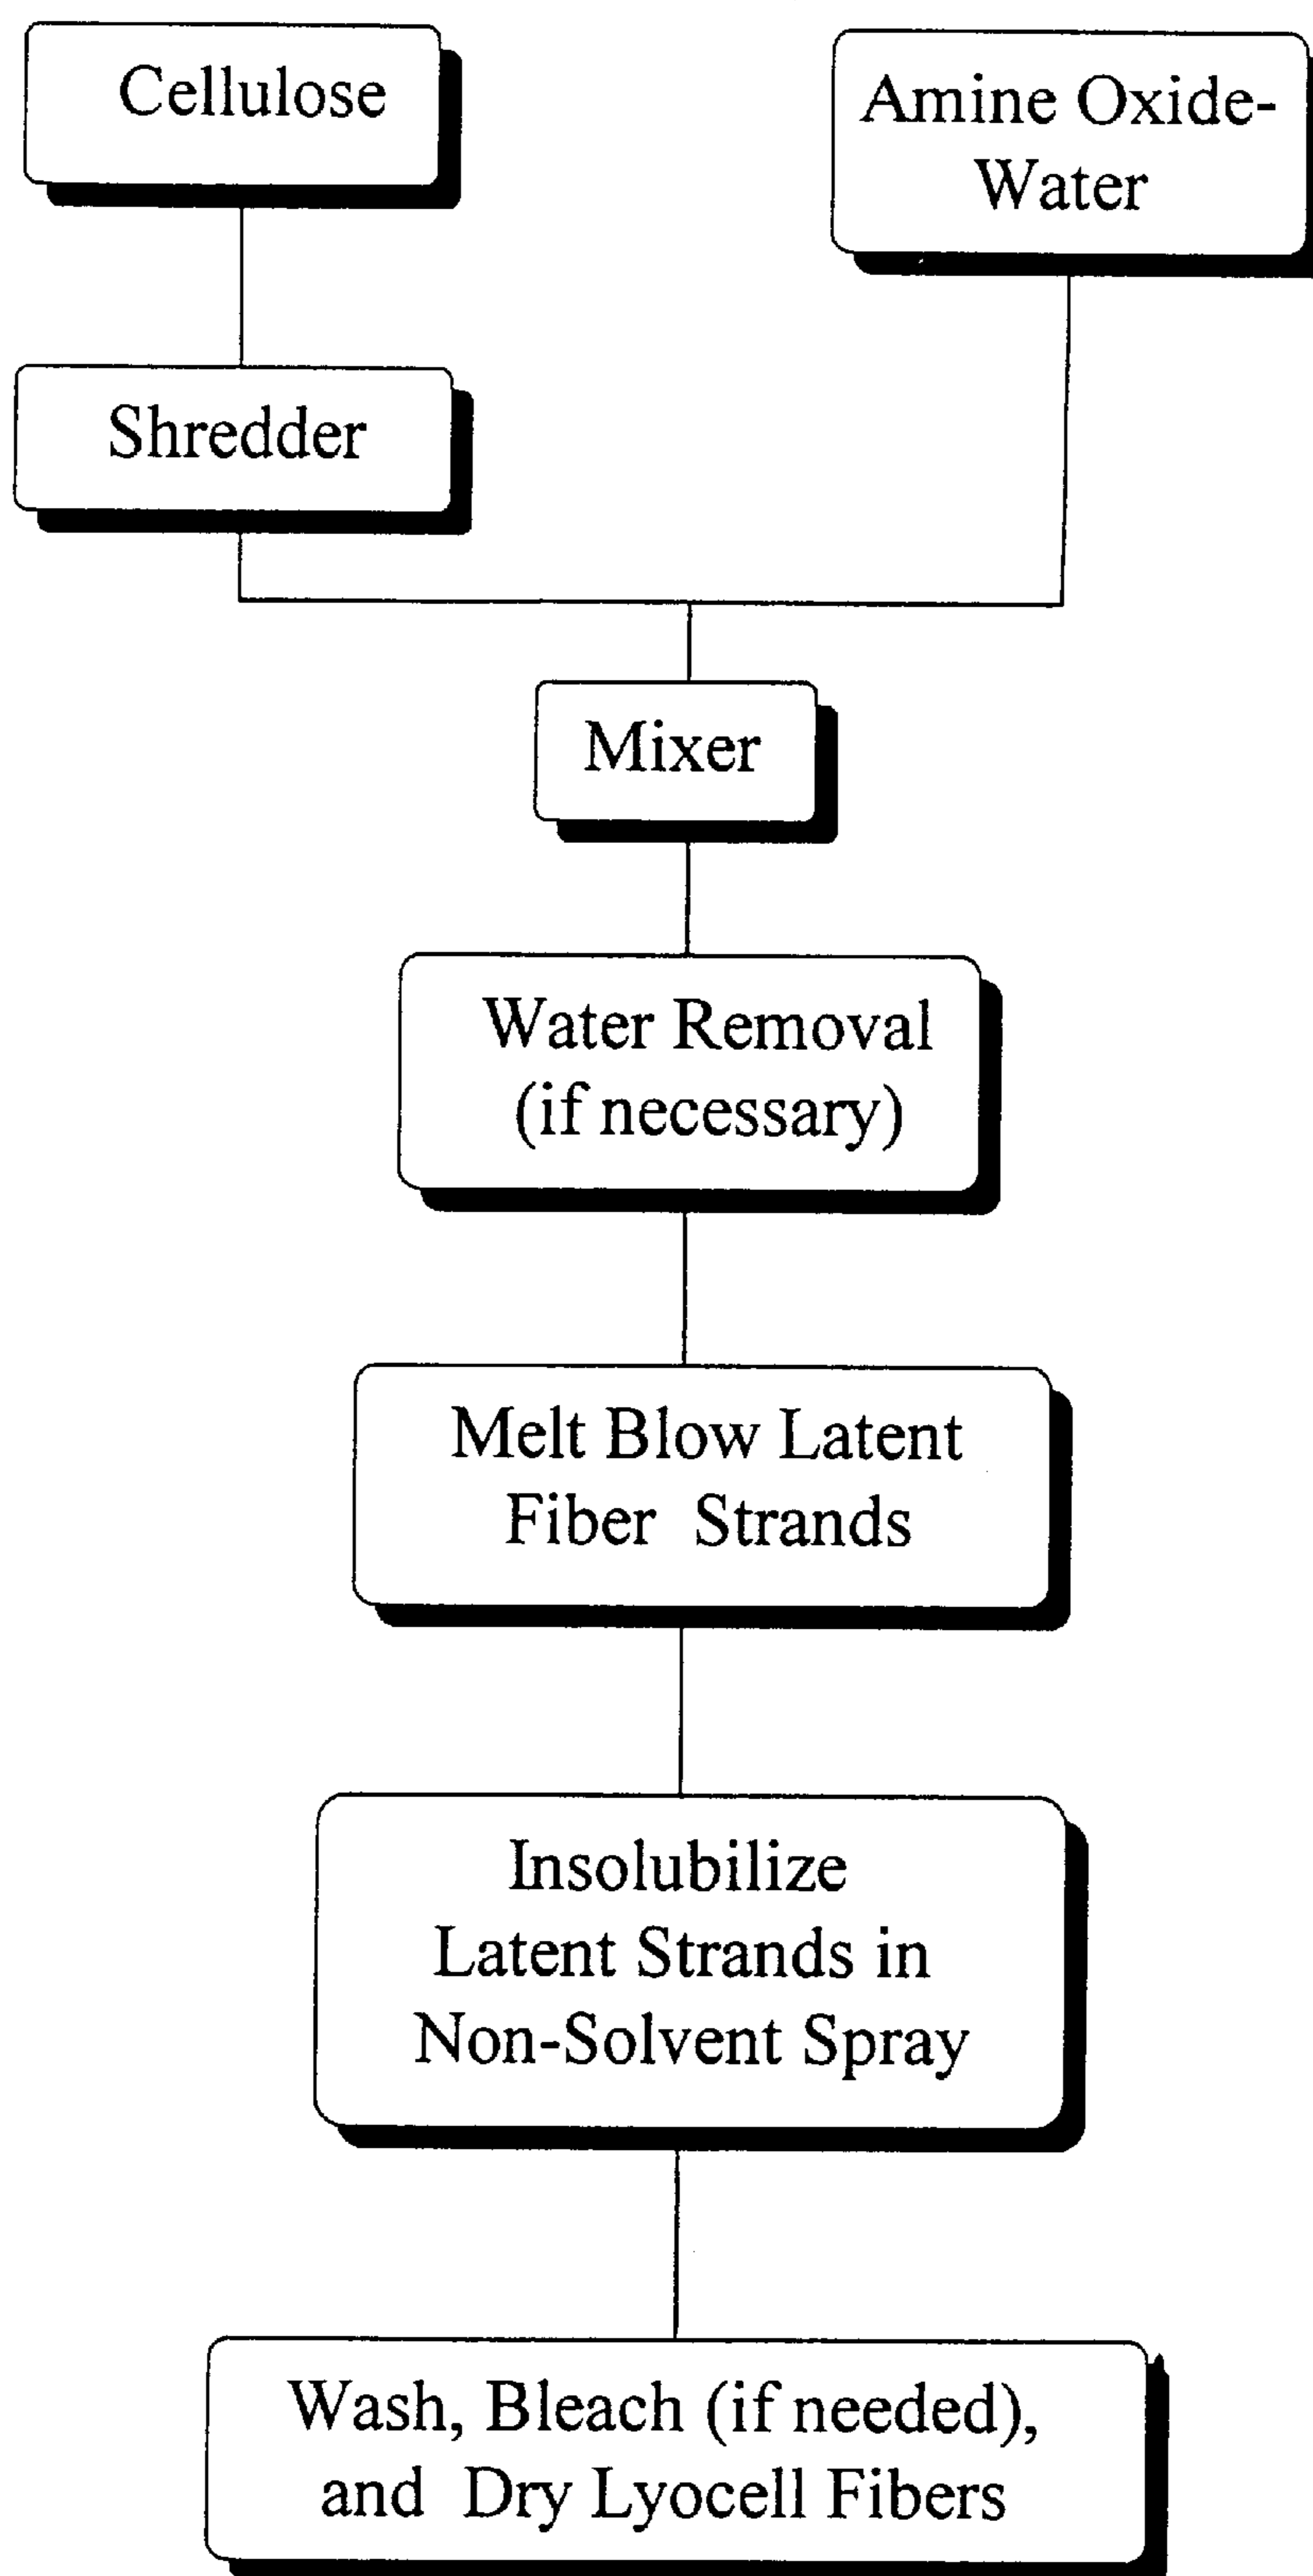 Cellulose
Amine Oxide-
Water
Shredder
Mixer
Water Removal
(if necessary)
Melt Blow Latent
Fiber Strands
Insolubilize
Latent Strands in
Non-Solvent Spray
Wash, Bleach (if needed),
and Dry Lyocell Fibers